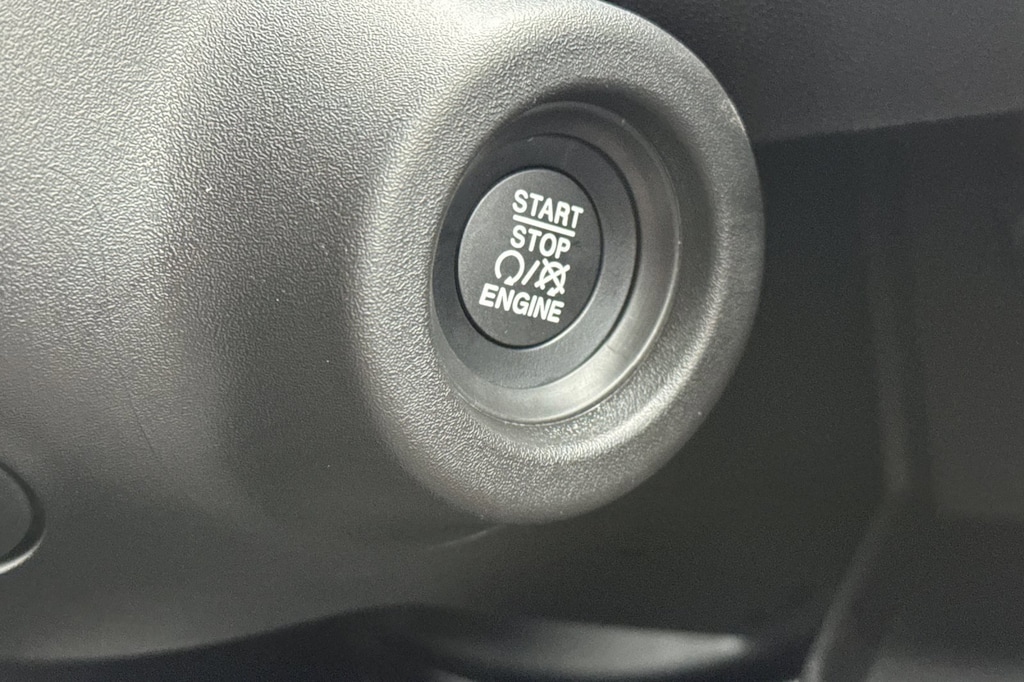 START
STOP
/
ENGINE